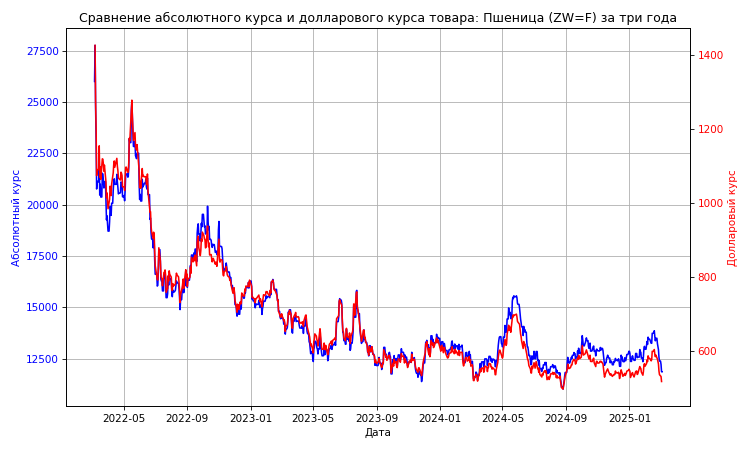 Сравнение абсолютного курса и долларового курса товара: Пшеница (ZW=F) за три года
27500
25000
22500
20000
17500
15000
12500
Абсолютный курс
1400
1200
1000
800
600
Долларовый курс
2022-05 2022-09 2023-01 2023-05 2023-09 2024-01 2024-05 2024-09 2025-01
Дата